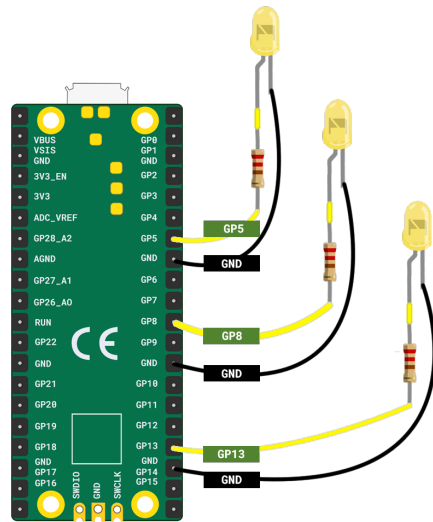 VBUS
VSIS
GND
3V3_EN
3V3
ADC_VREF
GP28_A2
AGND
GP27_A1
GP26_A0
RUN
GP22
GND
GP21
GP20
GP19
GP18
GND
GP17
GP16
GP0
GP1
GND
GP2
GP3
GP4
GP5
GND
GP6
GP7
GP8
GP9
GND
GP10
GP11
GP12
GP13
GND
GP14
GP15
CE
SWDIO
GND
SWCLK
GP5
GND
GP8
GND
GP13
GND